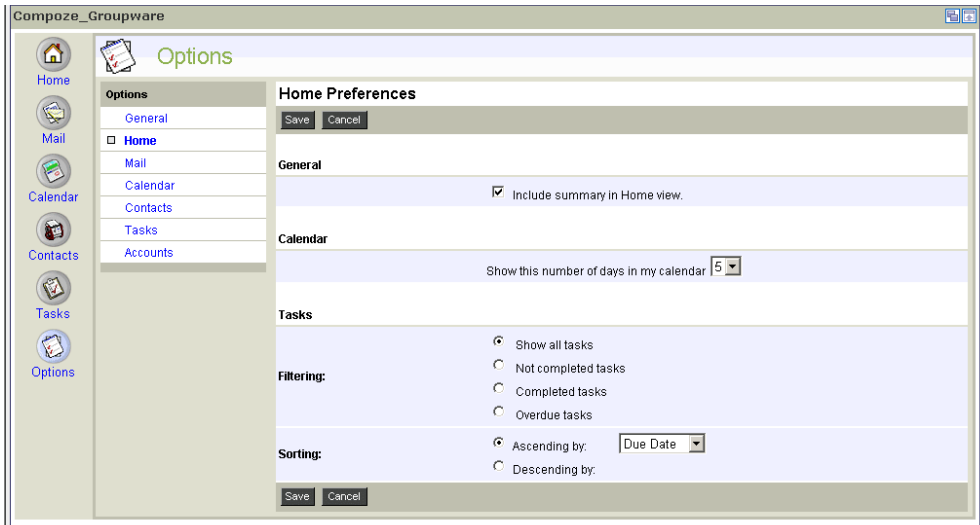 Compoze_Groupware
Home
Mail
Calendar
Contacts
Tasks
Options
Options
Options
General
Home
Mail
Calendar
Contacts
Tasks
Accounts
Home Preferences
Save Cancel
General
Include summary in Home view.
Calendar
Show this number of days in my calendar 5
Tasks
Filtering:
Show all tasks
Not completed tasks
Completed tasks
Overdue tasks
Sorting:
Ascending by: Due Date
Descending by:
Save Cancel